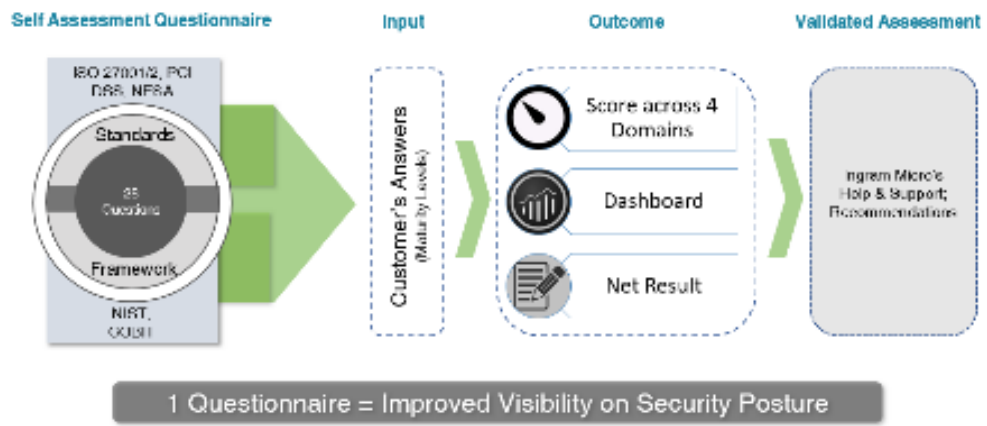 Self Assessment Questionnaire
Input
Outcome
Validated Assessment
ISO 27001/2, PCI
DSS, NESA
Standards
Questions
Framework
NIST,
COBIT
Customer's Answers
(Maturity Levels)
Score across 4
Domains
Dashboard
Net Result
Ingram Micro's
Help & Support;
Recommendations
1 Questionnaire = Improved Visibility on Security Posture